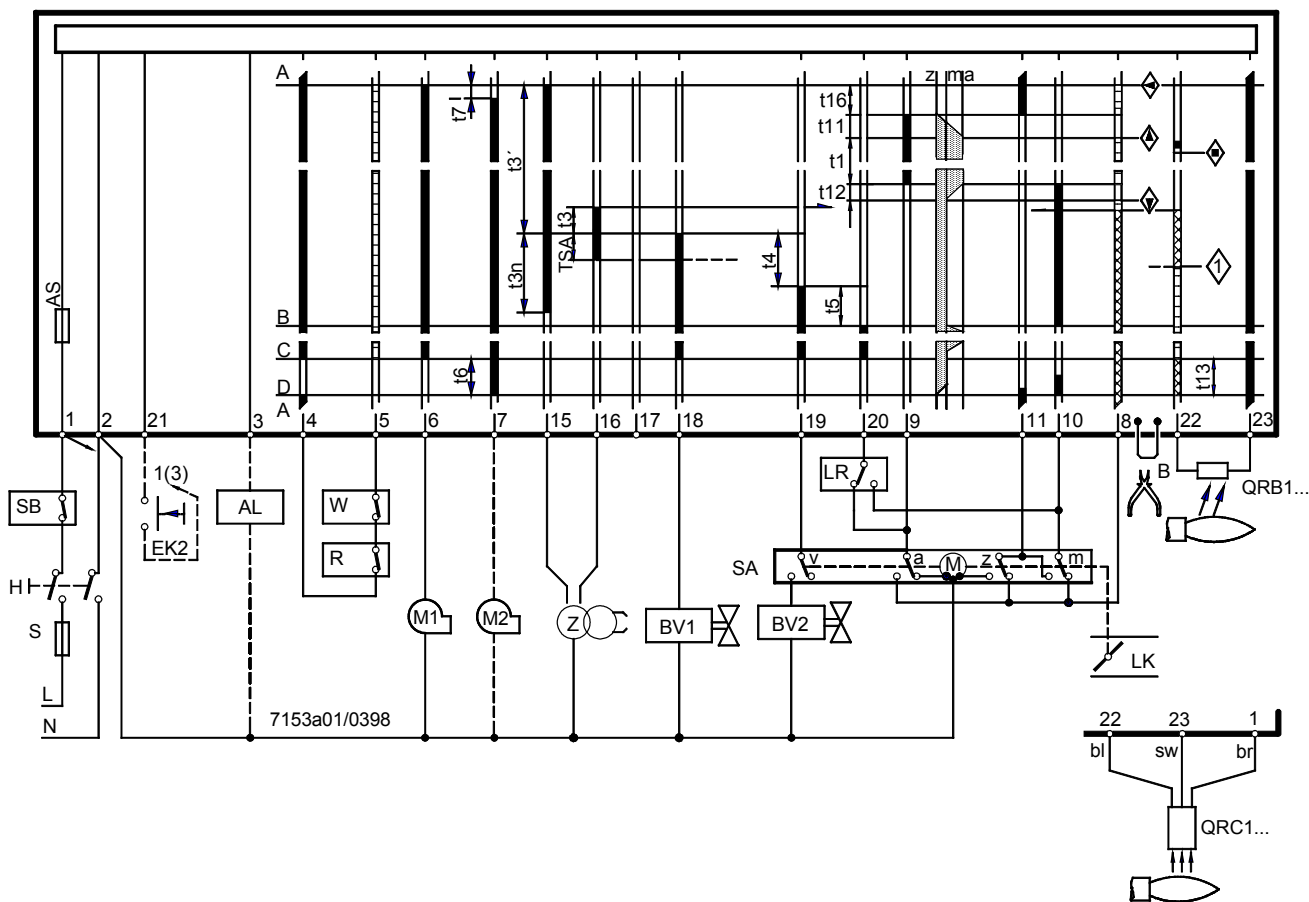 A z m a
t7 t16
t11
t3´ t1
t12
t3
TSA
t3n t4 1
AS t5
B
C
t6 t13
D
A
1 2 21 3 4 5 6 7 15 16 17 18 19 20 9 11 10 8 22 23
1(3) LR B
SB AL W QRB1...
EK2 R v a M z m
SA
H M1 M2
S Z BV1 BV2
LK
L
N 7153a01/0398
22 23 1
bl sw br
QRC1...